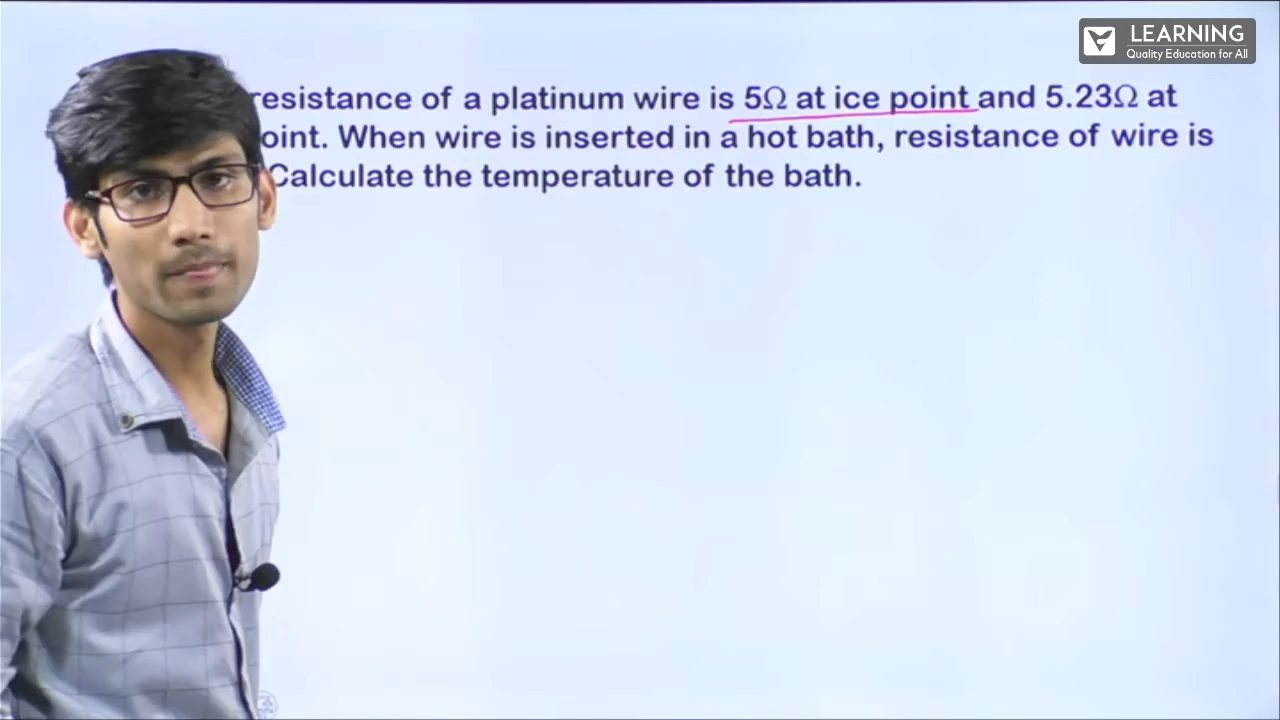 LEARNING
Quality Education for All
resistance of a platinum wire is 5Ω at ice point and 5.23Ω at
oint. When wire is inserted in a hot bath, resistance of wire is
Calculate the temperature of the bath.